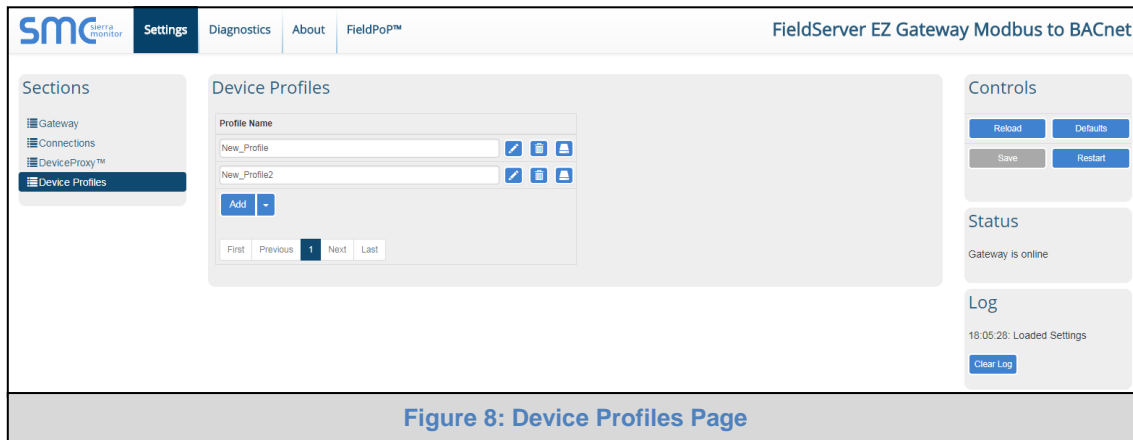 SMC sierra monitor
Settings
Diagnostics
About
FieldPoP™
FieldServer EZ Gateway Modbus to BACnet
Sections
Gateway
Connections
DeviceProxy™
Device Profiles
Device Profiles
Profile Name
New_Profile
New_Profile2
Add
First Previous 1 Next Last
Controls
Reload Defaults
Save Restart
Status
Gateway is online
Log
18:05:28: Loaded Settings
Clear Log
Figure 8: Device Profiles Page